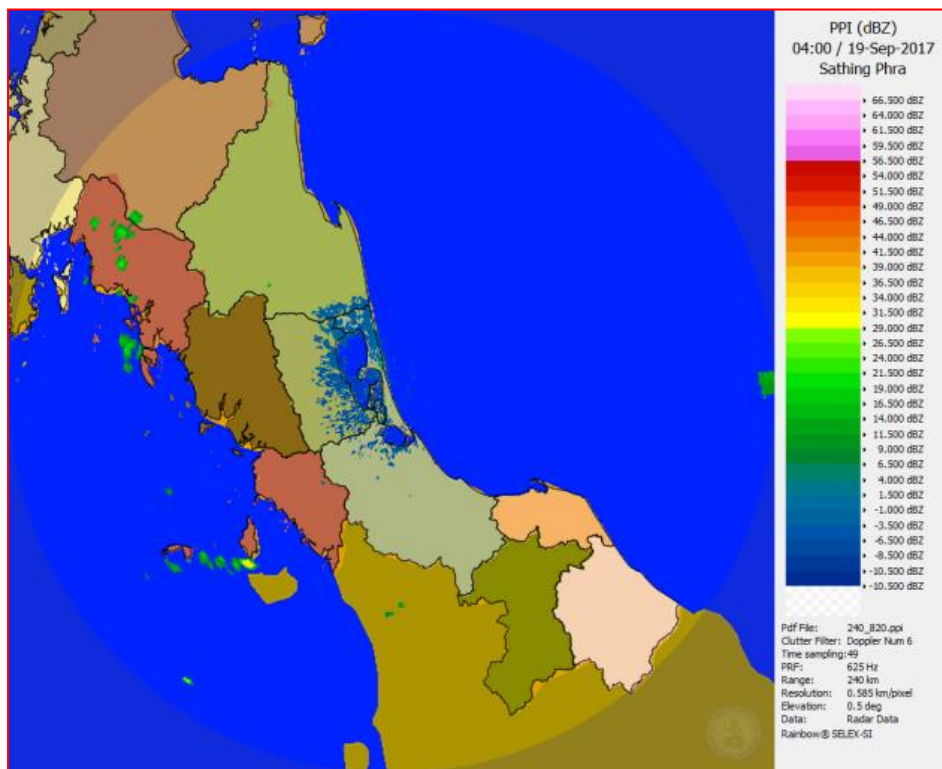 PPI (dBZ)
04:00 / 19-Sep-2017
Sathing Phra
66.500 dBZ
64.000 dBZ
61.500 dBZ
59.500 dBZ
56.500 dBZ
54.000 dBZ
51.500 dBZ
49.000 dBZ
46.500 dBZ
44.000 dBZ
41.500 dBZ
39.000 dBZ
36.500 dBZ
34.000 dBZ
31.500 dBZ
29.000 dBZ
26.500 dBZ
24.000 dBZ
21.500 dBZ
19.000 dBZ
16.500 dBZ
14.000 dBZ
11.500 dBZ
9.000 dBZ
6.500 dBZ
4.000 dBZ
1.500 dBZ
-1.000 dBZ
-3.500 dBZ
-6.500 dBZ
-8.500 dBZ
-10.500 dBZ
-10.500 dBZ
Pdf File: 240_820.ppi
Clutter Filter: Doppler Num 6
Time sampling: 49
PRF: 625 Hz
Range: 240 km
Resolution: 0.585 km/pixel
Elevation: 0.5 deg
Data: Radar Data
Rainbow® SELEX-SI